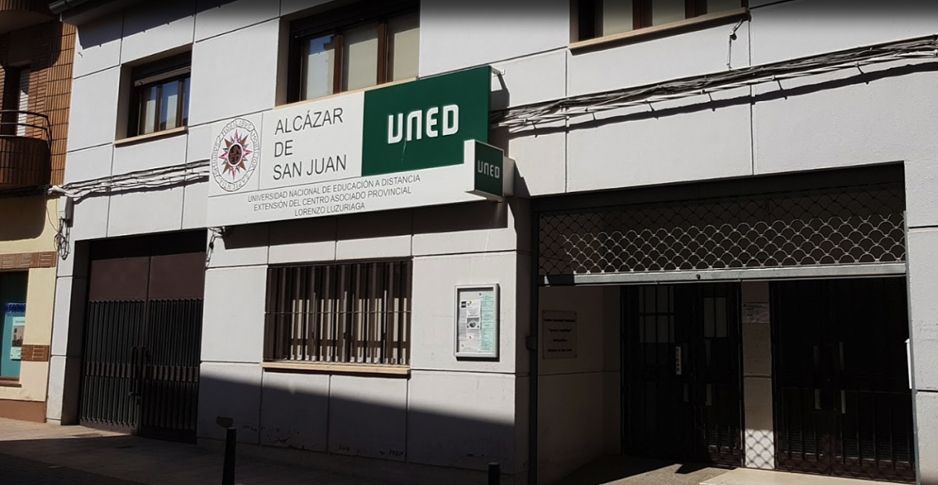 ALCÁZAR
DE
SAN JUAN
UNED
UNED
UNIVERSIDAD NACIONAL DE EDUCACIÓN A DISTANCIA
EXTENSIÓN DEL CENTRO ASOCIADO PROVINCIAL
LORENZO LUZURIAGA